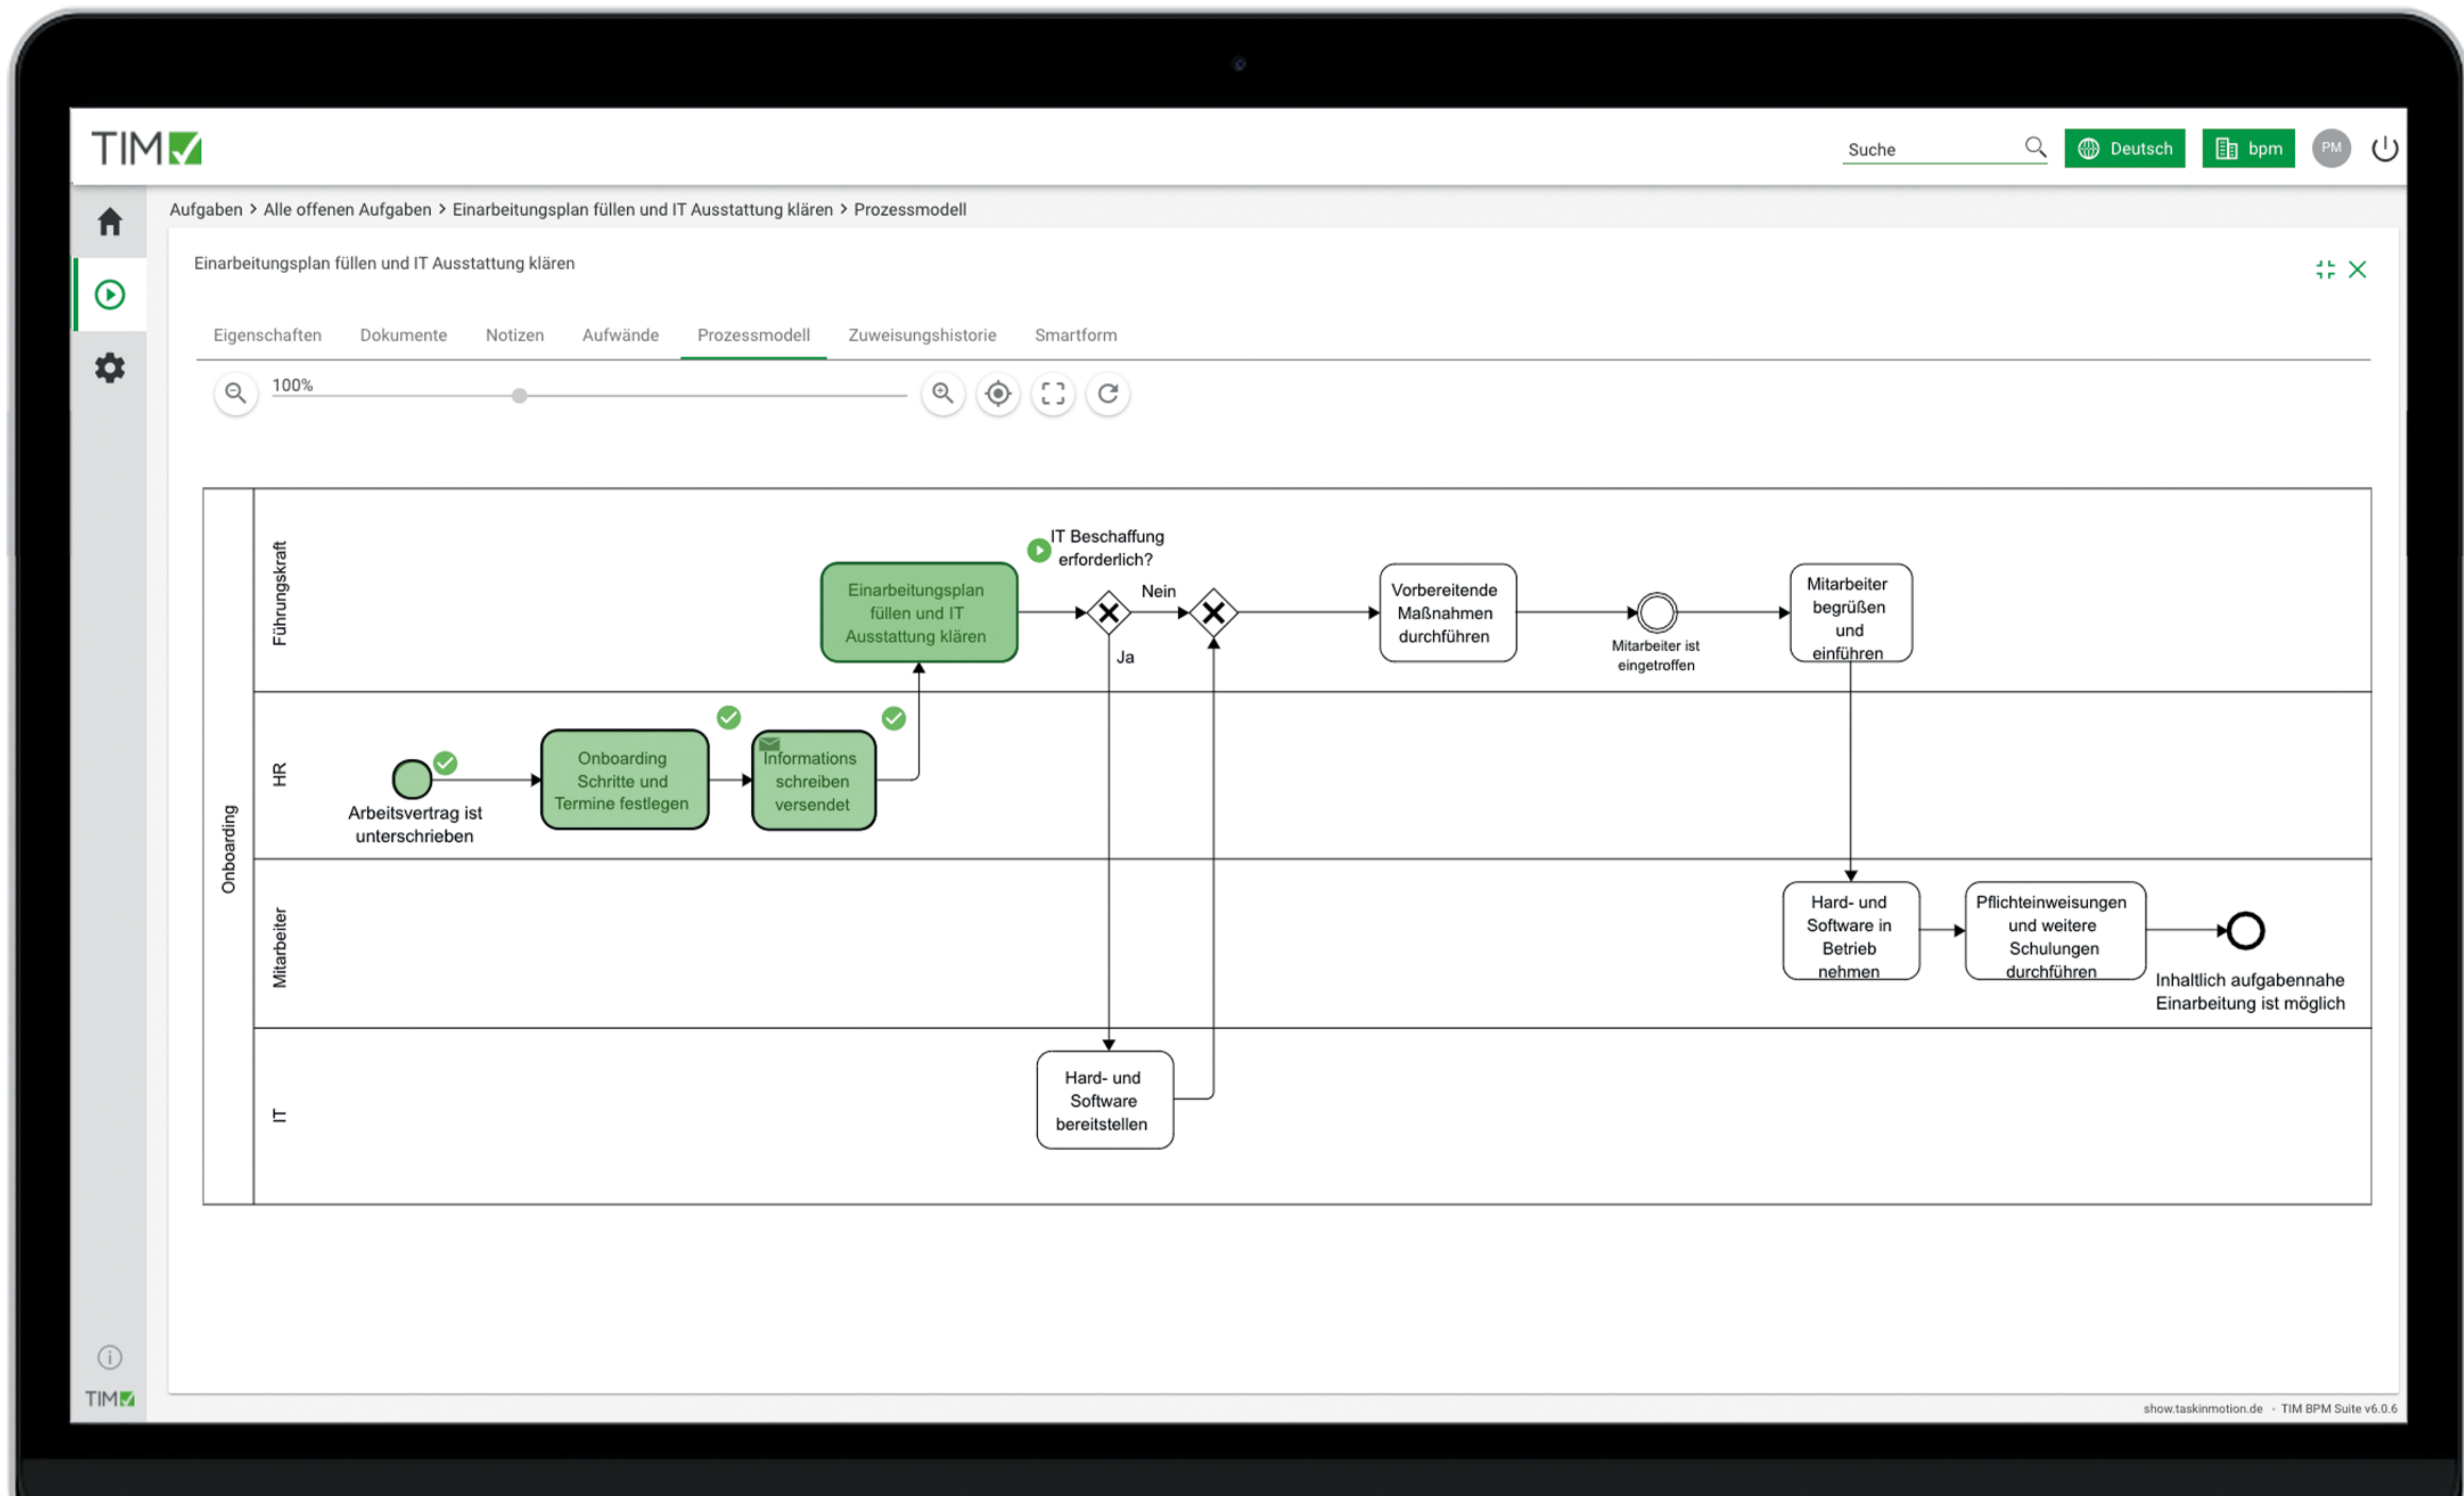 TIM
Suche
Deutsch
bpm
PM
Aufgaben > Alle offenen Aufgaben > Einarbeitungsplan füllen und IT Ausstattung klären > Prozessmodell
Einarbeitungsplan füllen und IT Ausstattung klären
Eigenschaften Dokumente Notizen Aufwände Prozessmodell Zuweisungshistorie Smartform
100%
Onboarding
Führungskraft
Einarbeitungsplan
füllen und IT
Ausstattung klären
IT Beschaffung
erforderlich?
Nein
Ja
Vorbereitende
Maßnahmen
durchführen
Mitarbeiter ist
eingetroffen
Mitarbeiter
begrüßen
und
einführen
HR
Arbeitsvertrag ist
unterschrieben
Onboarding
Schritte und
Termine festlegen
Informations
schreiben
versendet
Mitarbeiter
Hard- und
Software in
Betrieb
nehmen
Pflichteinweisungen
und weitere
Schulungen
durchführen
Inhaltlich aufgabennahe
Einarbeitung ist möglich
IT
Hard- und
Software
bereitstellen
TIM
show.taskinmotion.de - TIM BPM Suite v6.0.6